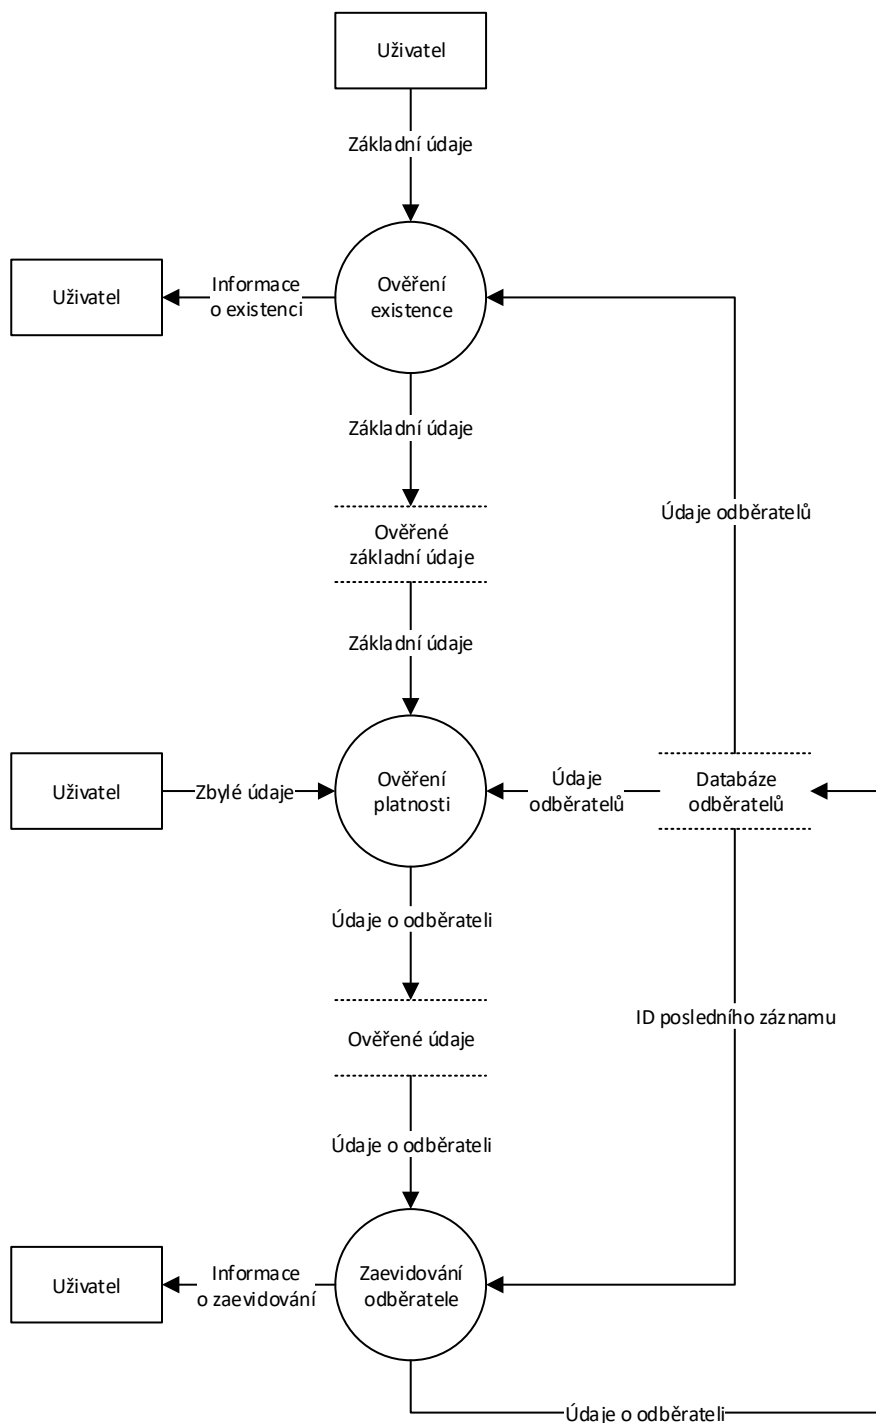 Uživatel
Základní údaje
Uživatel
Informace
o existenci
Ověření
existence
Základní údaje
Ověřené
základní údaje
Údaje odběratelů
Základní údaje
Uživatel
Zbylé údaje
Ověření
platnosti
Údaje
odběratelů
Databáze
odběratelů
Údaje o odběrateli
Ověřené údaje
ID posledního záznamu
Údaje o odběrateli
Uživatel
Informace
o zaevidování
Zaevidování
odběratele
Údaje o odběrateli